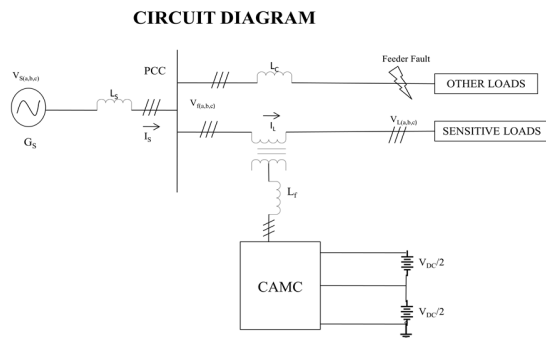 CIRCUIT DIAGRAM
Feeder Fault
V_S(a,b,c)
PCC
L_C
OTHER LOADS
L_S
V_f(a,b,c)
I_L
V_L(a,b,c)
I_S
SENSITIVE LOADS
G_S
L_f
CAMC
V_DC/2
V_DC/2